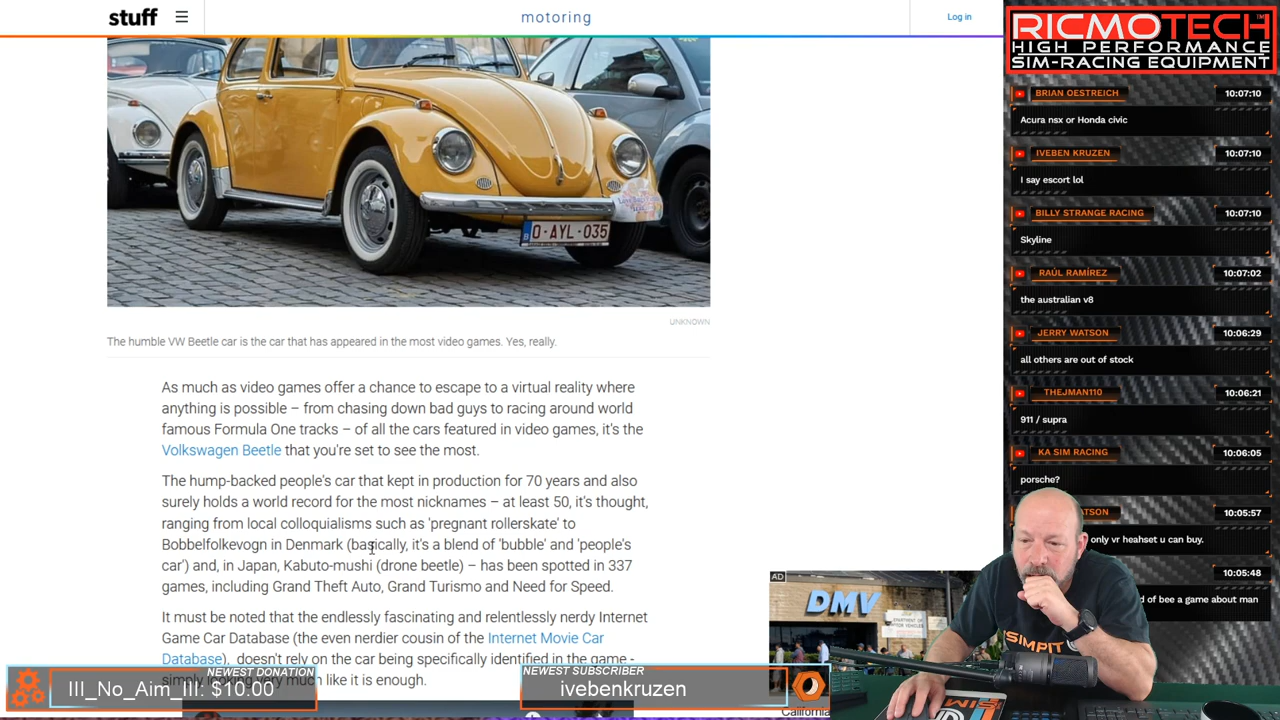 stuff
motoring
Log in
O-AYL-035
UNKNOWN
The humble VW Beetle car is the car that has appeared in the most video games. Yes, really.
As much as video games offer a chance to escape to a virtual reality where
anything is possible – from chasing down bad guys to racing around world
famous Formula One tracks of all the cars featured in video games, it's the
Volkswagen Beetle that you're set to see the most.
The hump-backed people's car that kept in production for 70 years and also
surely holds a world record for the most nicknames – at least 50, it's thought,
ranging from local colloquialisms such as 'pregnant rollerskate' to
Bobbelfolkevogn in Denmark (basically, it's a blend of 'bubble' and 'people's
car') and, in Japan, Kabuto-mushi (drone beetle) – has been spotted in 337
games, including Grand Theft Auto, Grand Turismo and Need for Speed.
It must be noted that the endlessly fascinating and relentlessly nerdy Internet
Game Car Database (the even nerdier cousin of the Internet Movie Car
Database), doesn't rely on the car being specifically identified in the game -
much like it is enough.
NEWEST DONATION
III_No_Aim_III: $10.00
NEWEST SUBSCRIBER
ivebenkruzen
AD
DMV
California
RICMOTECH
HIGH PERFORMANCE
SIM-RACING EQUIPMENT
BRIAN OESTREICH 10:07:10
Acura nsx or Honda civic
IVEBEN KRUZEN 10:07:10
I say escort lol
BILLY STRANGE RACING 10:07:10
Skyline
RAÚL RAMÍREZ 10:07:02
the australian v8
JERRY WATSON 10:06:29
all others are out of stock
THEJMAN110 10:06:21
911 / supra
KA SIM RACING 10:06:05
porsche?
ATSON 10:05:57
only vr heahset u can buy.
10:05:48
d of bee a game about man
SIMPIT